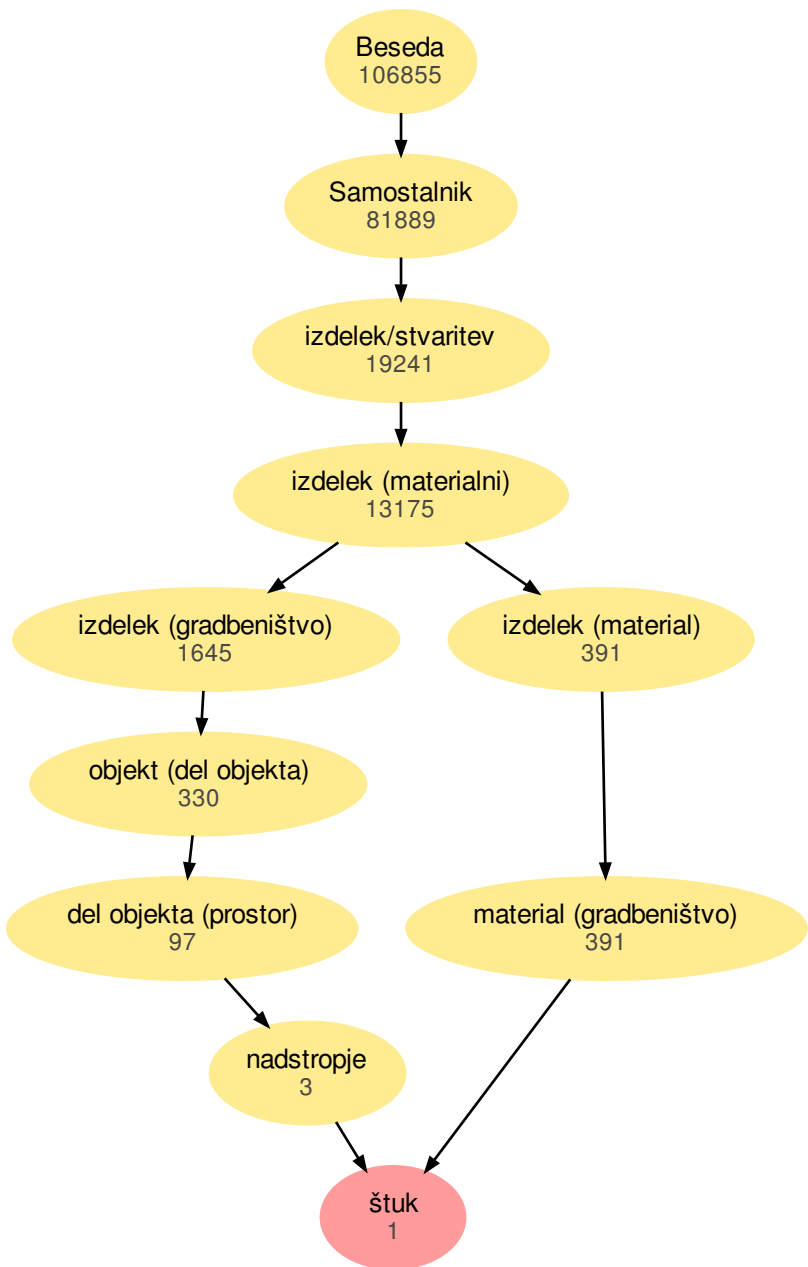 Beseda
106855
Samostalnik
81889
izdelek/stvaritev
19241
izdelek (materialni)
13175
izdelek (gradbeništvo)
1645
izdelek (material)
391
objekt (del objekta)
330
del objekta (prostor)
97
material (gradbeništvo)
391
nadstropje
3
štuk
1